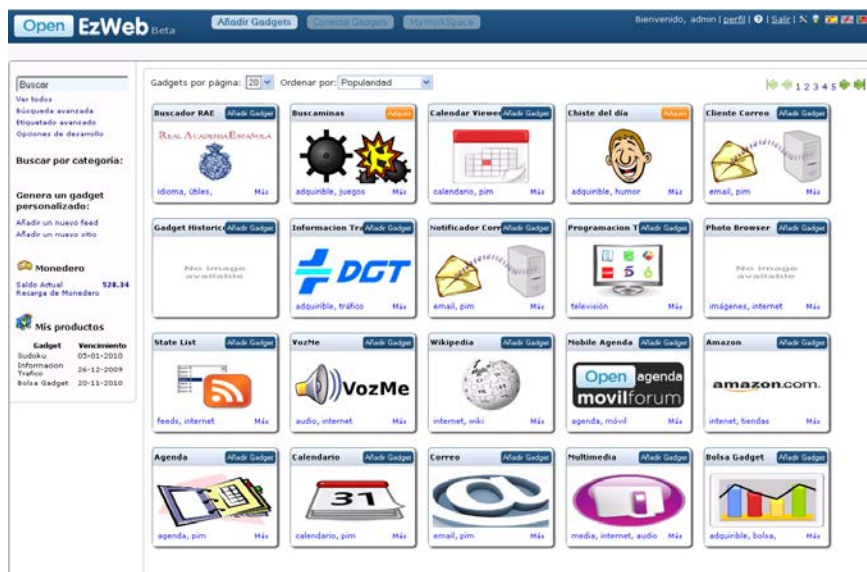 Open EzWeb Beta
Añadir Gadgets
Conectar Gadgets
MyWorkSpace
Bienvenido, admin | perfil | ? | Salir |
Buscar
Ver todos
Búsqueda avanzada
Etiquetado avanzado
Opciones de desarrollo
Buscar por categoría:
Genera un gadget
personalizado:
Añadir un nuevo feed
Añadir un nuevo sitio
Monedero
Saldo Actual 528.34
Recarga de Monedero
Mis productos
Gadget Vencimiento
Sudoku 05-01-2010
Informacion
Trafico 26-12-2009
Bolsa Gadget 20-11-2010
Gadgets por página: 20 Ordenar por: Popularidad
1 2 3 4 5
Buscador RAE Añadir Gadget
REAL ACADEMIA ESPAÑOLA
idioma, útiles, Más
Buscaminas
adquirible, juegos Más
Calendar Viewe Añadir Gadget
calendario, pim Más
Chiste del día
adquirible, humor Más
Cliente Correo Añadir Gadget
email, pim Más
Gadget Historic Añadir Gadget
No image
available
Informacion Tra Añadir Gadget
DGT
adquirible, tráfico Más
Notificador Corr Añadir Gadget
email, pim Más
Programacion T Añadir Gadget
televisión Más
Photo Browser Añadir Gadget
No image
available
imágenes, internet Más
State List Añadir Gadget
feeds, internet Más
VozMe Añadir Gadget
VozMe
audio, internet Más
Wikipedia Añadir Gadget
internet, wiki Más
Mobile Agenda Añadir Gadget
Open agenda
movilforum
agenda, móvil Más
Amazon Añadir Gadget
amazon.com.
intenet, tiendas Más
Agenda Añadir Gadget
agenda, pim Más
Calendario Añadir Gadget
31
calendario, pim Más
Correo Añadir Gadget
@
email, pim Más
Multimedia Añadir Gadget
media, internet, audio Más
Bolsa Gadget Añadir Gadget
adquirible, bolsa, Más